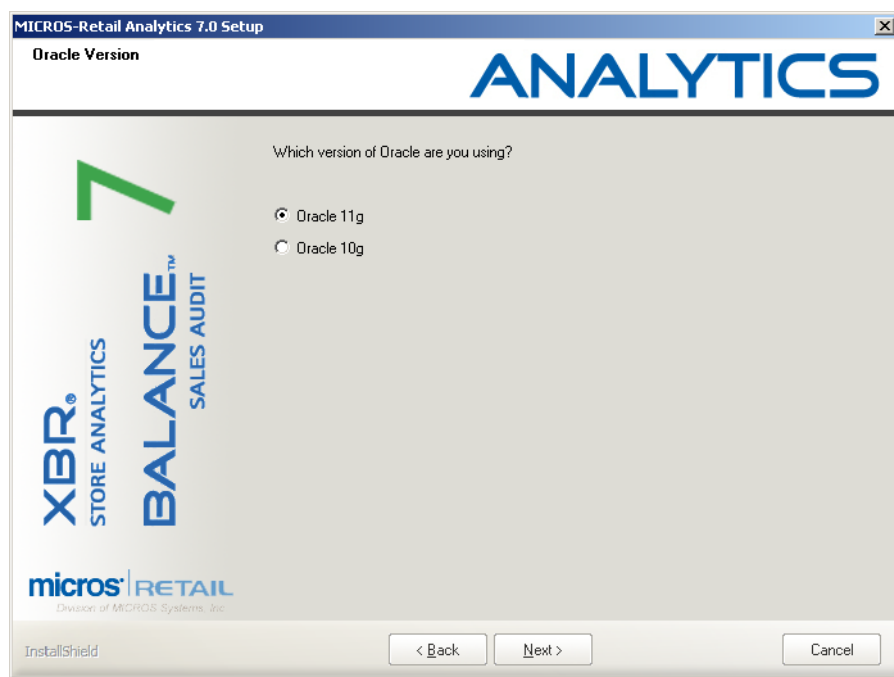 MICROS-Retail Analytics 7.0 Setup
Oracle Version
ANALYTICS
Which version of Oracle are you using?
Oracle 11g
Oracle 10g
7
XBR®
STORE ANALYTICS
BALANCE™
SALES AUDIT
micros® RETAIL
Division of MICROS Systems, Inc
InstallShield
< Back
Next >
Cancel